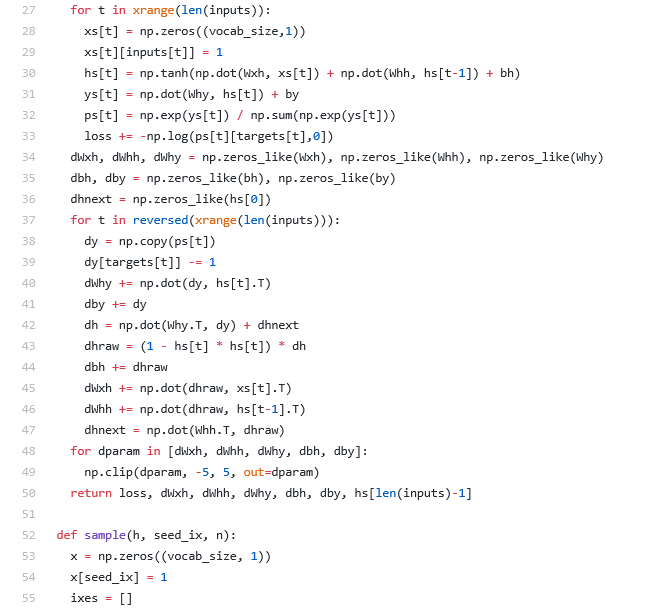 27 for t in xrange(len(inputs)):
28 xs[t] = np.zeros((vocab_size,1))
29 xs[t][inputs[t]] = 1
30 hs[t] = np.tanh(np.dot(Wxh, xs[t]) + np.dot(Whh, hs[t-1]) + bh)
31 ys[t] = np.dot(Why, hs[t]) + by
32 ps[t] = np.exp(ys[t]) / np.sum(np.exp(ys[t]))
33 loss += -np.log(ps[t][targets[t],0])
34 dWxh, dWhh, dWhy = np.zeros_like(Wxh), np.zeros_like(Whh), np.zeros_like(Why)
35 dbh, dby = np.zeros_like(bh), np.zeros_like(by)
36 dhnext = np.zeros_like(hs[0])
37 for t in reversed(xrange(len(inputs))):
38 dy = np.copy(ps[t])
39 dy[targets[t]] -= 1
40 dWhy += np.dot(dy, hs[t].T)
41 dby += dy
42 dh = np.dot(Why.T, dy) + dhnext
43 dhraw = (1 - hs[t] * hs[t]) * dh
44 dbh += dhraw
45 dWxh += np.dot(dhraw, xs[t].T)
46 dWhh += np.dot(dhraw, hs[t-1].T)
47 dhnext = np.dot(Whh.T, dhraw)
48 for dparam in [dWxh, dWhh, dWhy, dbh, dby]:
49 np.clip(dparam, -5, 5, out=dparam)
50 return loss, dWxh, dWhh, dWhy, dbh, dby, hs[len(inputs)-1]
51
52 def sample(h, seed_ix, n):
53 x = np.zeros((vocab_size, 1))
54 x[seed_ix] = 1
55 ixes = []